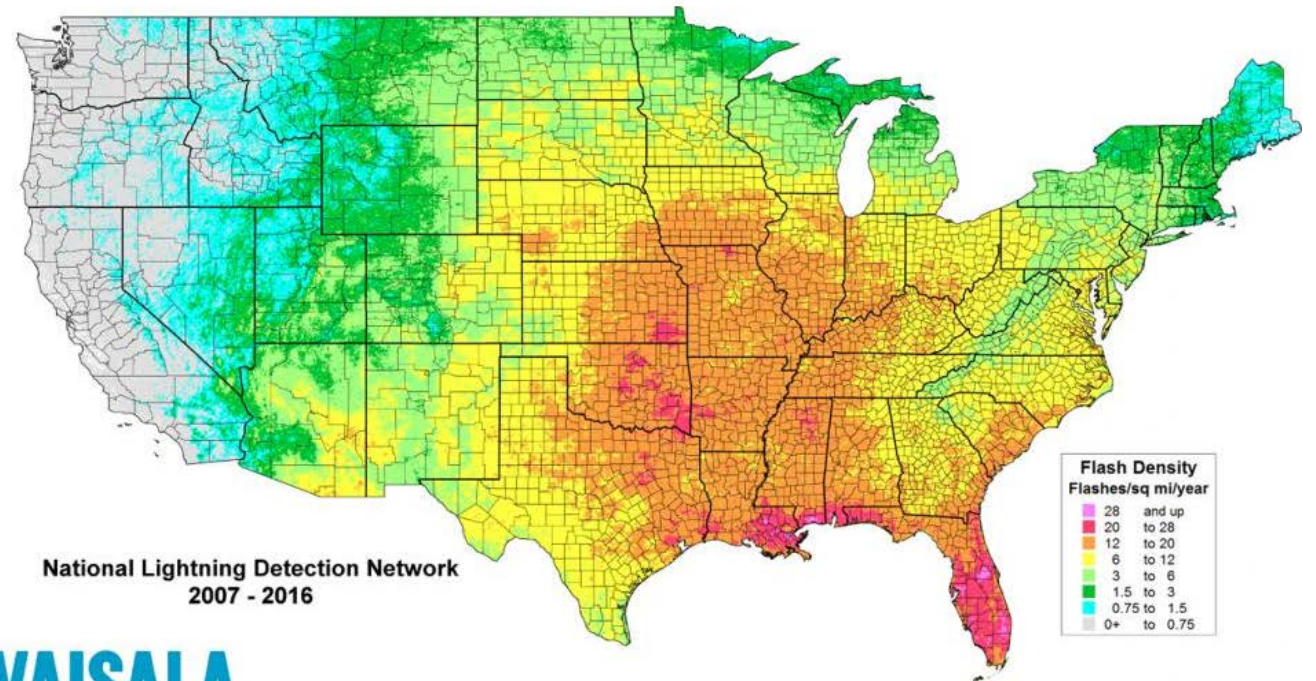 National Lightning Detection Network
2007 - 2016
Flash Density
Flashes/sq mi/year
28 and up
20 to 28
12 to 20
6 to 12
3 to 6
1.5 to 3
0.75 to 1.5
0+ to 0.75
VAISALA